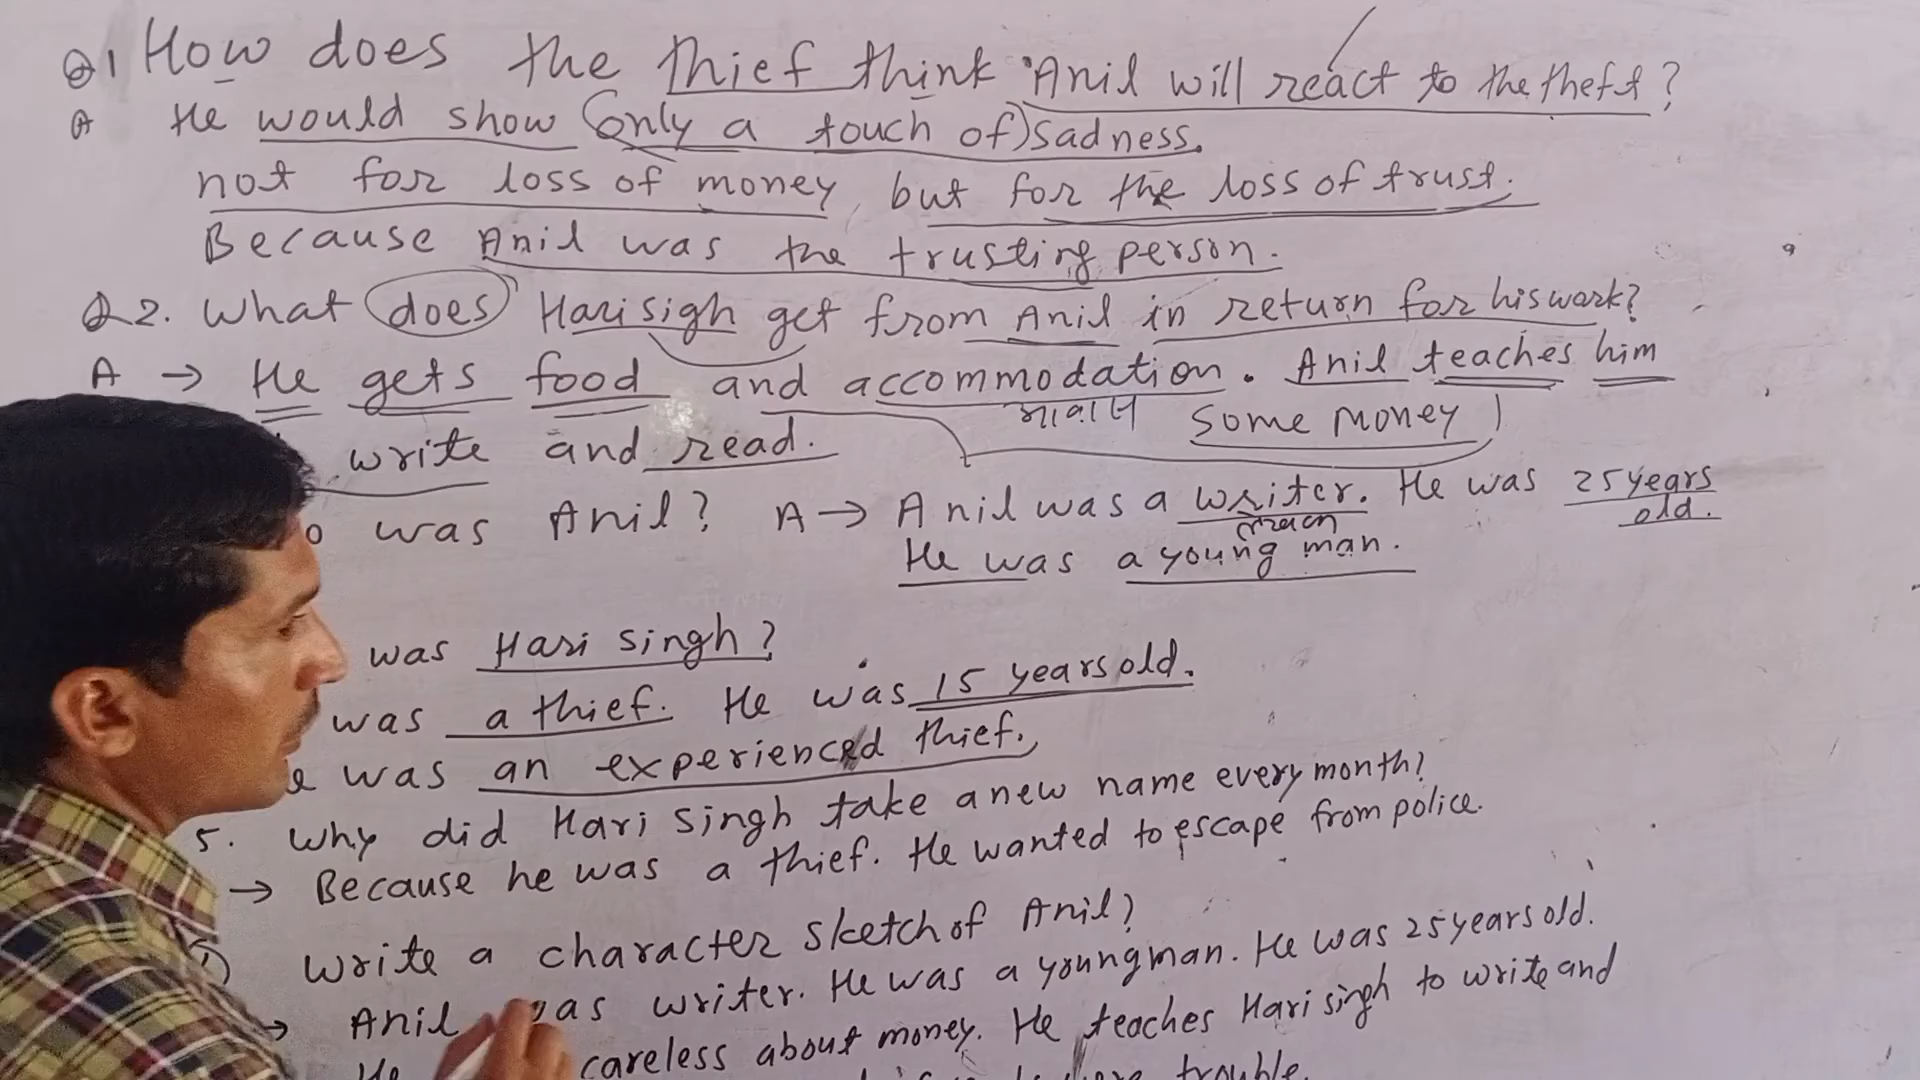 Q1 How does the thief think Anil will react to the theft?
A He would show only a touch of sadness.
not for loss of money, but for the loss of trust.
Because Anil was the trusting person.
Q2. What does Hari sigh get from Anil in return for his work?
A → He gets food and accommodation. Anil teaches him
some money
write and read.
was Anil? A → Anil was a writer. He was 25 years
old.
He was a young man.
was Hari Singh?
was a thief. He was 15 years old.
was an experienced thief.
5. Why did Hari Singh take a new name every month?
→ Because he was a thief. He wanted to escape from police.
Write a character sketch of Anil?
→ Anil was writer. He was a young man. He was 25 years old.
He careless about money. He teaches Hari singh to write and
trouble.